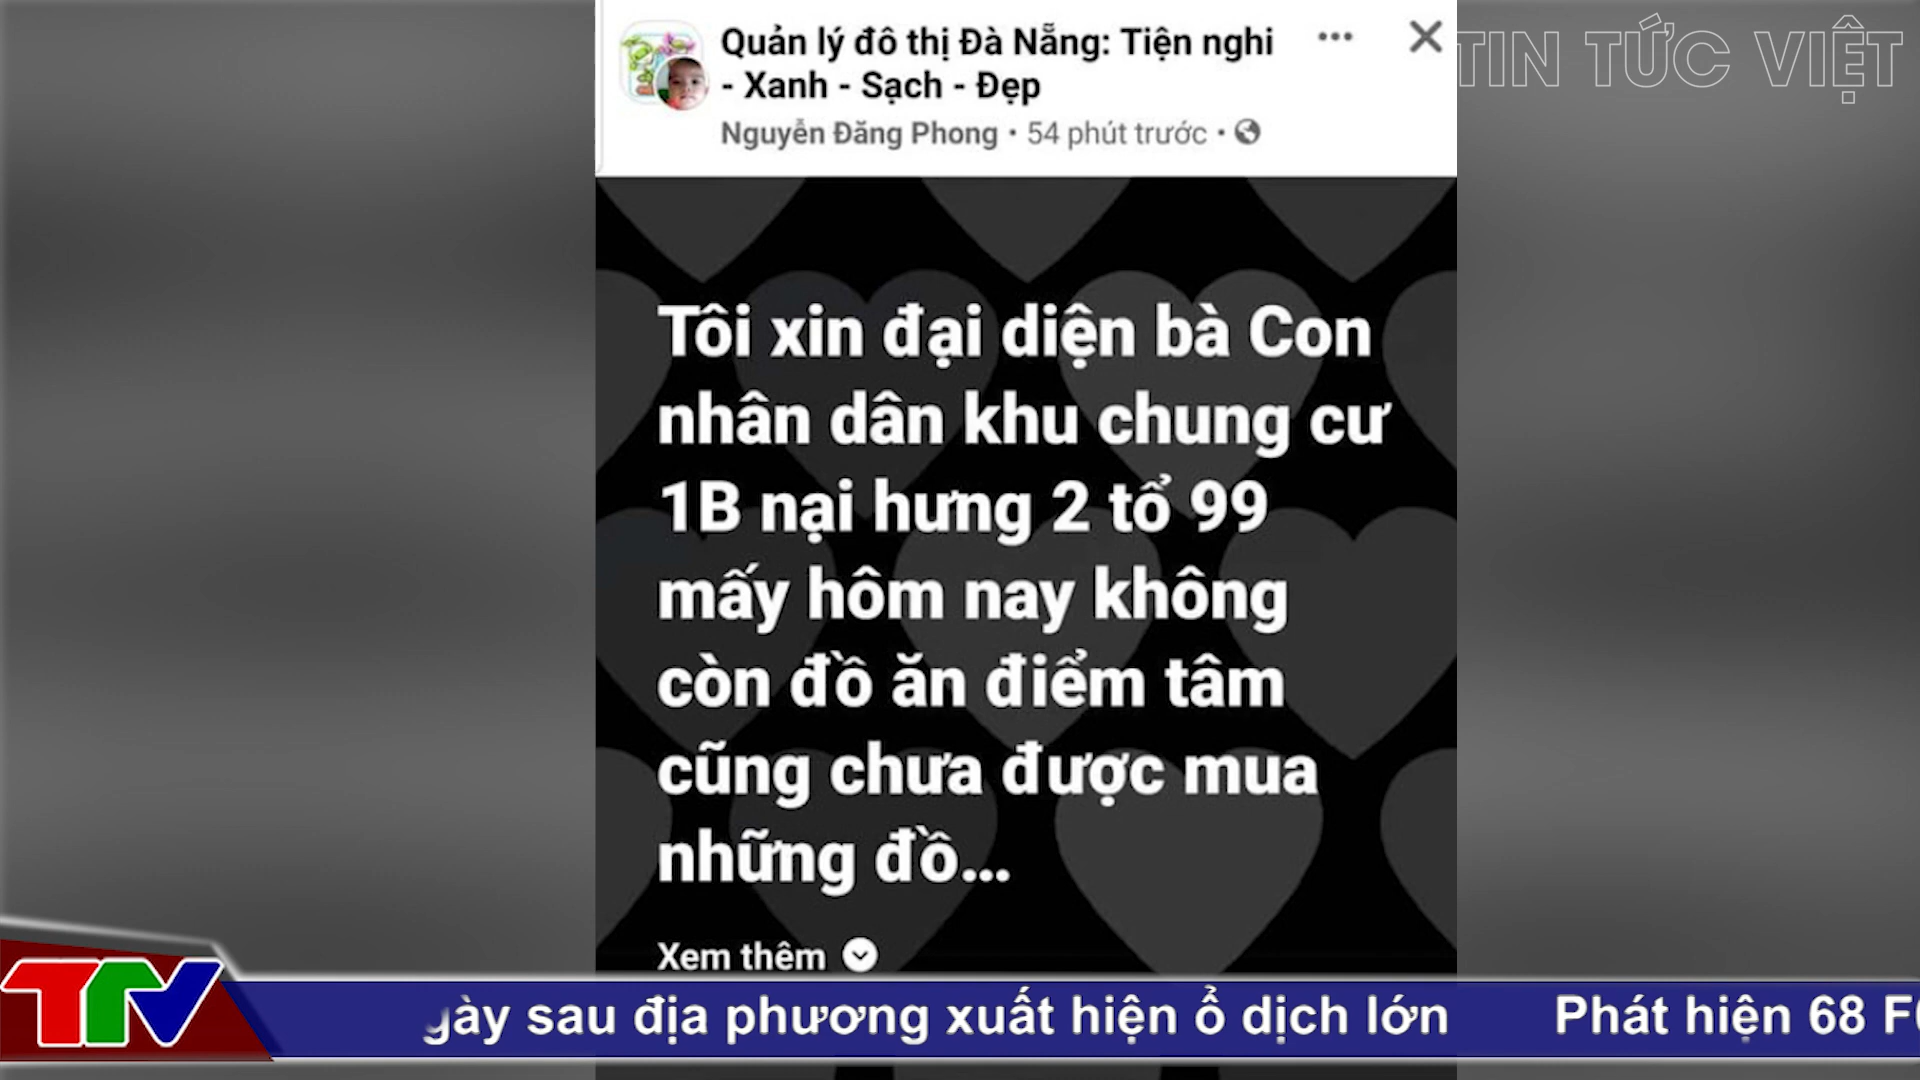 Quản lý đô thị Đà Nẵng: Tiện nghi
- Xanh - Sạch - Đẹp
Nguyễn Đăng Phong · 54 phút trước ·
TIN TỨC VIỆT
Tôi xin đại diện bà Con
nhân dân khu chung cư
1B nại hưng 2 tổ 99
mấy hôm nay không
còn đồ ăn điểm tâm
cũng chưa được mua
những đồ...
Xem thêm
TTV
gày sau địa phương xuất hiện ổ dịch lớn Phát hiện 68 F